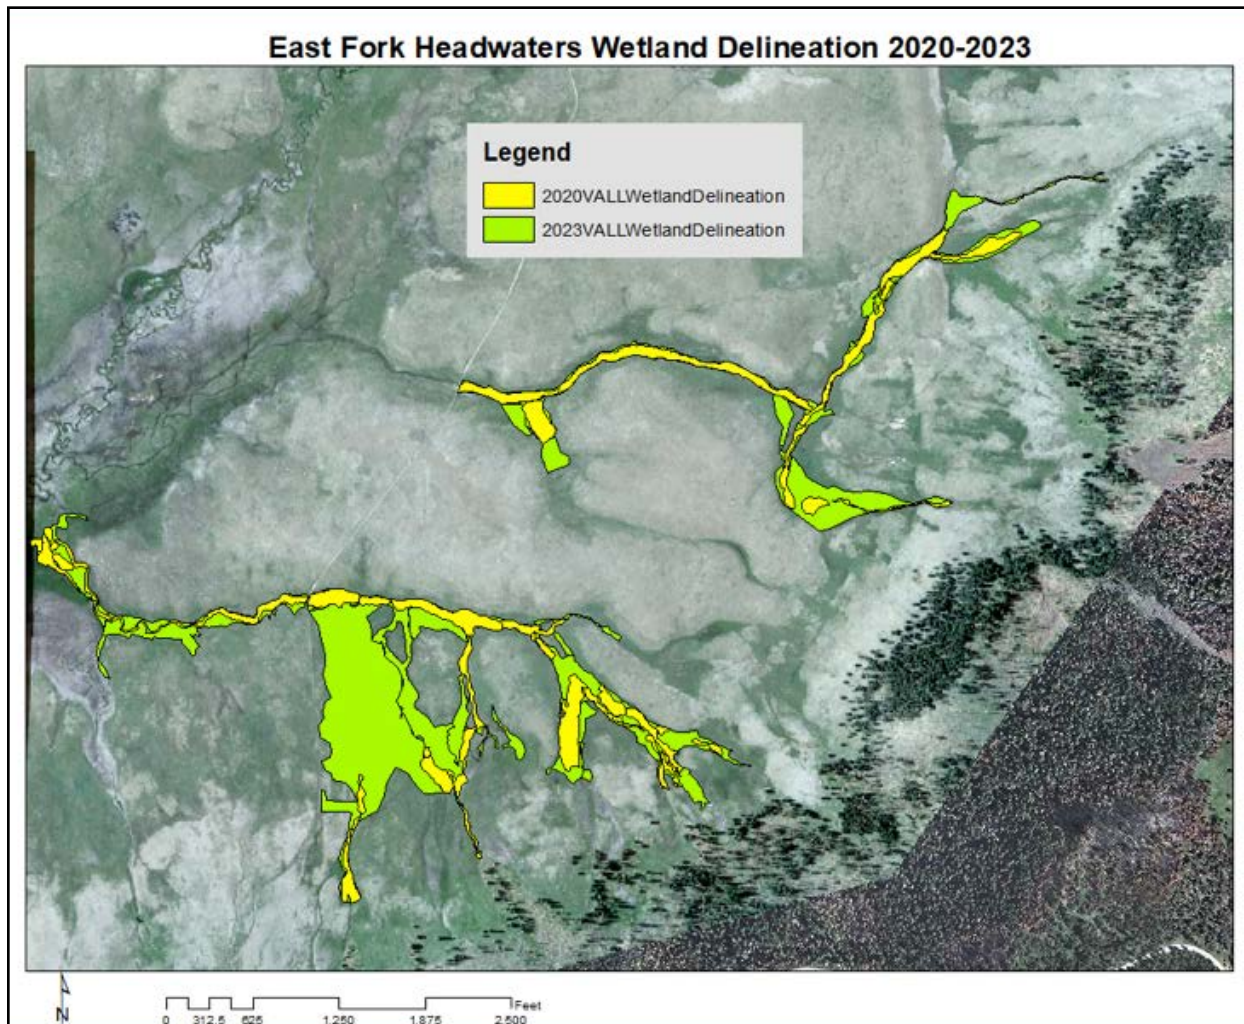 East Fork Headwaters Wetland Delineation 2020-2023
Legend
2020VALLWetlandDelineation
2023VALLWetlandDelineation
N
Feet
0 312.5 625 1,250 1,875 2,500